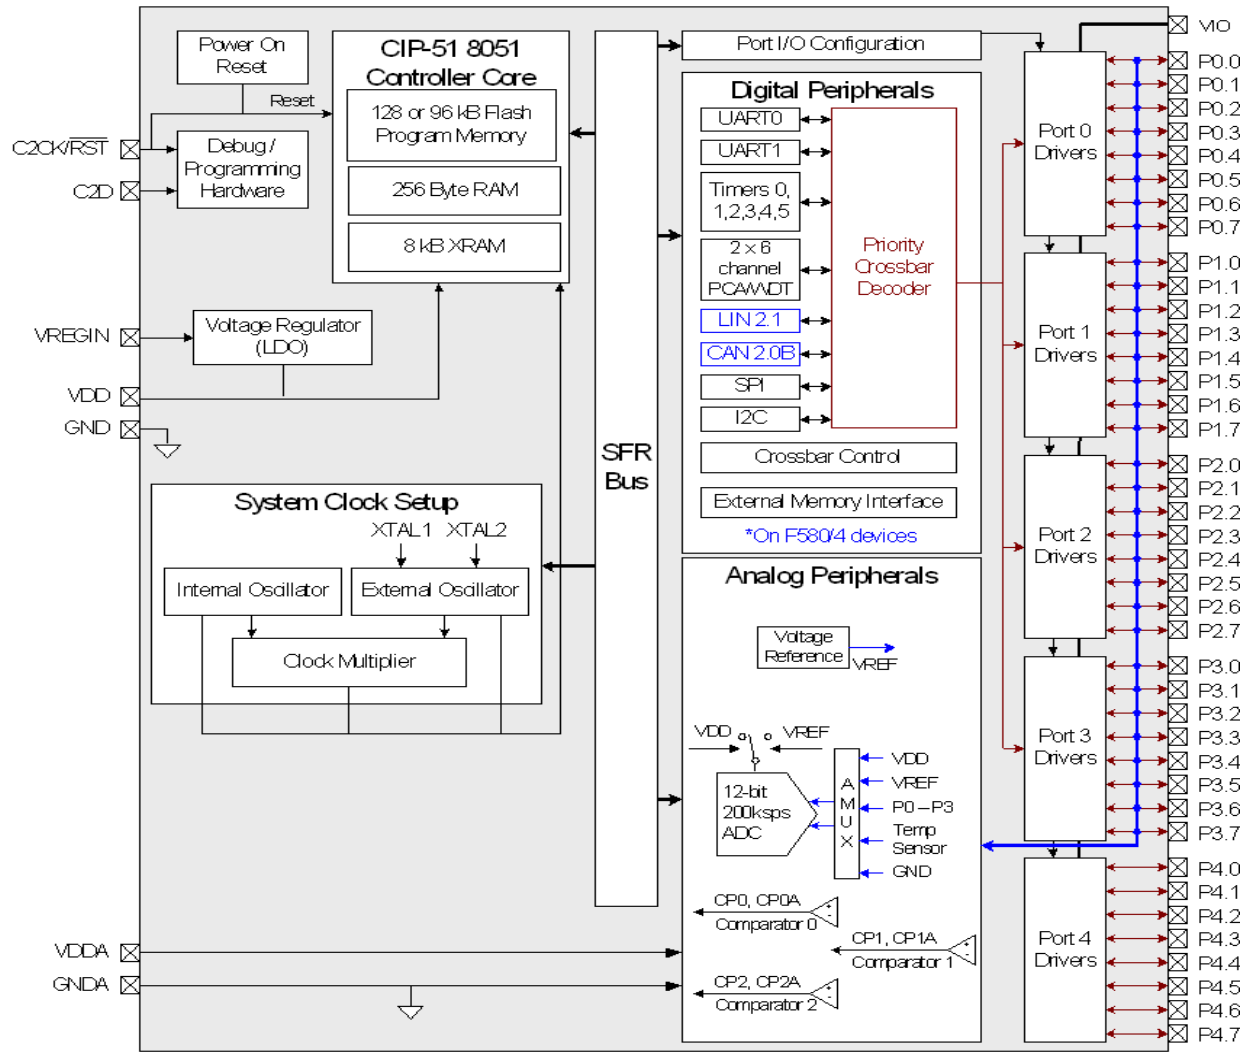 Power On
Reset
Reset
C2CK/RST
C2D
Debug /
Programming
Hardware
CIP-51 8051
Controller Core
128 or 96 kB Flash
Program Memory
256 Byte RAM
8 kB XRAM
VREGIN
VDD
GND
Voltage Regulator
(LDO)
System Clock Setup
XTAL1
XTAL2
Internal Oscillator
External Oscillator
Clock Multiplier
VDDA
GNDA
SFR
Bus
Port I/O Configuration
Digital Peripherals
UART0
UART1
Timers 0,
1,2,3,4,5
2 x 6
channel
PCA/WDT
LIN 2.1
CAN 2.0B
SPI
I2C
Priority
Crossbar
Decoder
Crossbar Control
External Memory Interface
*On F580/4 devices
Analog Peripherals
Voltage
Reference
VREF
VDD
VREF
12-bit
200ksps
ADC
A
M
U
X
VDD
VREF
P0 – P3
Temp
Sensor
GND
CP0, CP0A
Comparator 0
+
-
CP1, CP1A
Comparator 1
+
-
CP2, CP2A
Comparator 2
+
-
Port 0
Drivers
Port 1
Drivers
Port 2
Drivers
Port 3
Drivers
Port 4
Drivers
VIO
P0.0
P0.1
P0.2
P0.3
P0.4
P0.5
P0.6
P0.7
P1.0
P1.1
P1.2
P1.3
P1.4
P1.5
P1.6
P1.7
P2.0
P2.1
P2.2
P2.3
P2.4
P2.5
P2.6
P2.7
P3.0
P3.1
P3.2
P3.3
P3.4
P3.5
P3.6
P3.7
P4.0
P4.1
P4.2
P4.3
P4.4
P4.5
P4.6
P4.7